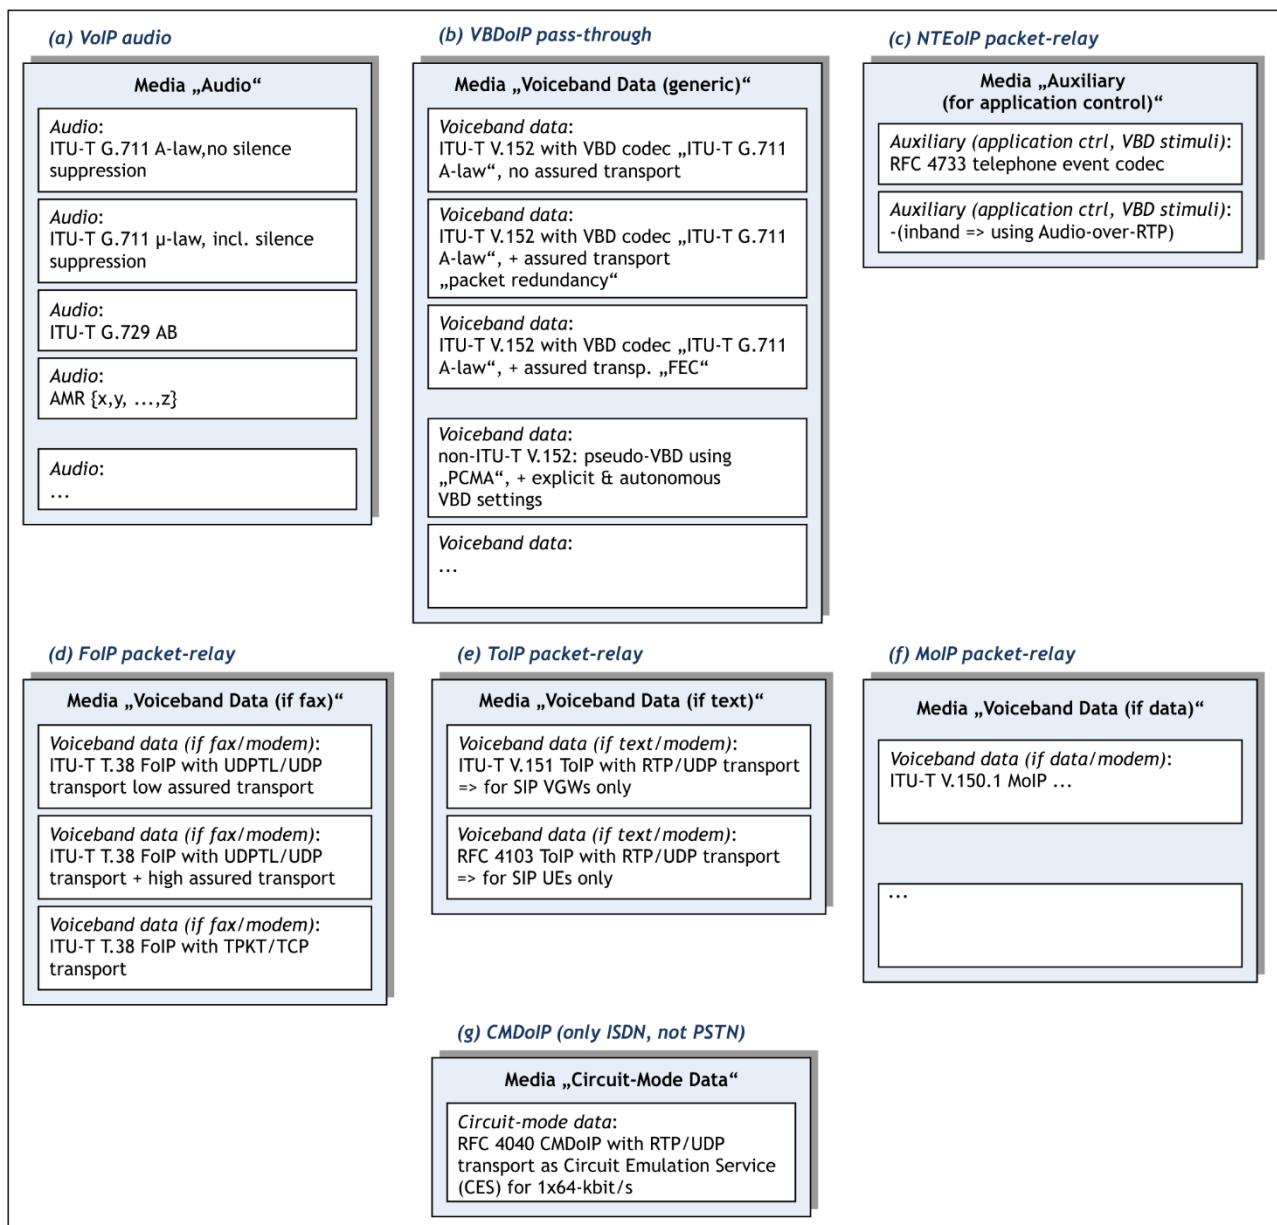 (a) VoIP audio
Media „Audio“
Audio:
ITU-T G.711 A-law,no silence
suppression
Audio:
ITU-T G.711 µ-law, incl. silence
suppression
Audio:
ITU-T G.729 AB
Audio:
AMR {x,y, ...,z}
Audio:
...
(b) VBDoIP pass-through
Media „Voiceband Data (generic)“
Voiceband data:
ITU-T V.152 with VBD codec „ITU-T G.711
A-law“, no assured transport
Voiceband data:
ITU-T V.152 with VBD codec „ITU-T G.711
A-law“, + assured transport
„packet redundancy“
Voiceband data:
ITU-T V.152 with VBD codec „ITU-T G.711
A-law“, + assured transp. „FEC“
Voiceband data:
non-ITU-T V.152: pseudo-VBD using
„PCMA“, + explicit & autonomous
VBD settings
Voiceband data:
...
(c) NTEoIP packet-relay
Media „Auxiliary
(for application control)“
Auxiliary (application ctrl, VBD stimuli):
RFC 4733 telephone event codec
Auxiliary (application ctrl, VBD stimuli):
-(inband => using Audio-over-RTP)
(d) FoIP packet-relay
Media „Voiceband Data (if fax)“
Voiceband data (if fax/modem):
ITU-T T.38 FoIP with UDPTL/UDP
transport low assured transport
Voiceband data (if fax/modem):
ITU-T T.38 FoIP with UDPTL/UDP
transport + high assured transport
Voiceband data (if fax/modem):
ITU-T T.38 FoIP with TPKT/TCP
transport
(e) ToIP packet-relay
Media „Voiceband Data (if text)“
Voiceband data (if text/modem):
ITU-T V.151 ToIP with RTP/UDP transport
=> for SIP VGWs only
Voiceband data (if text/modem):
RFC 4103 ToIP with RTP/UDP transport
=> for SIP UEs only
(f) MoIP packet-relay
Media „Voiceband Data (if data)“
Voiceband data (if data/modem):
ITU-T V.150.1 MoIP ...
...
(g) CMDoIP (only ISDN, not PSTN)
Media „Circuit-Mode Data“
Circuit-mode data:
RFC 4040 CMDoIP with RTP/UDP
transport as Circuit Emulation Service
(CES) for 1x64-kbit/s